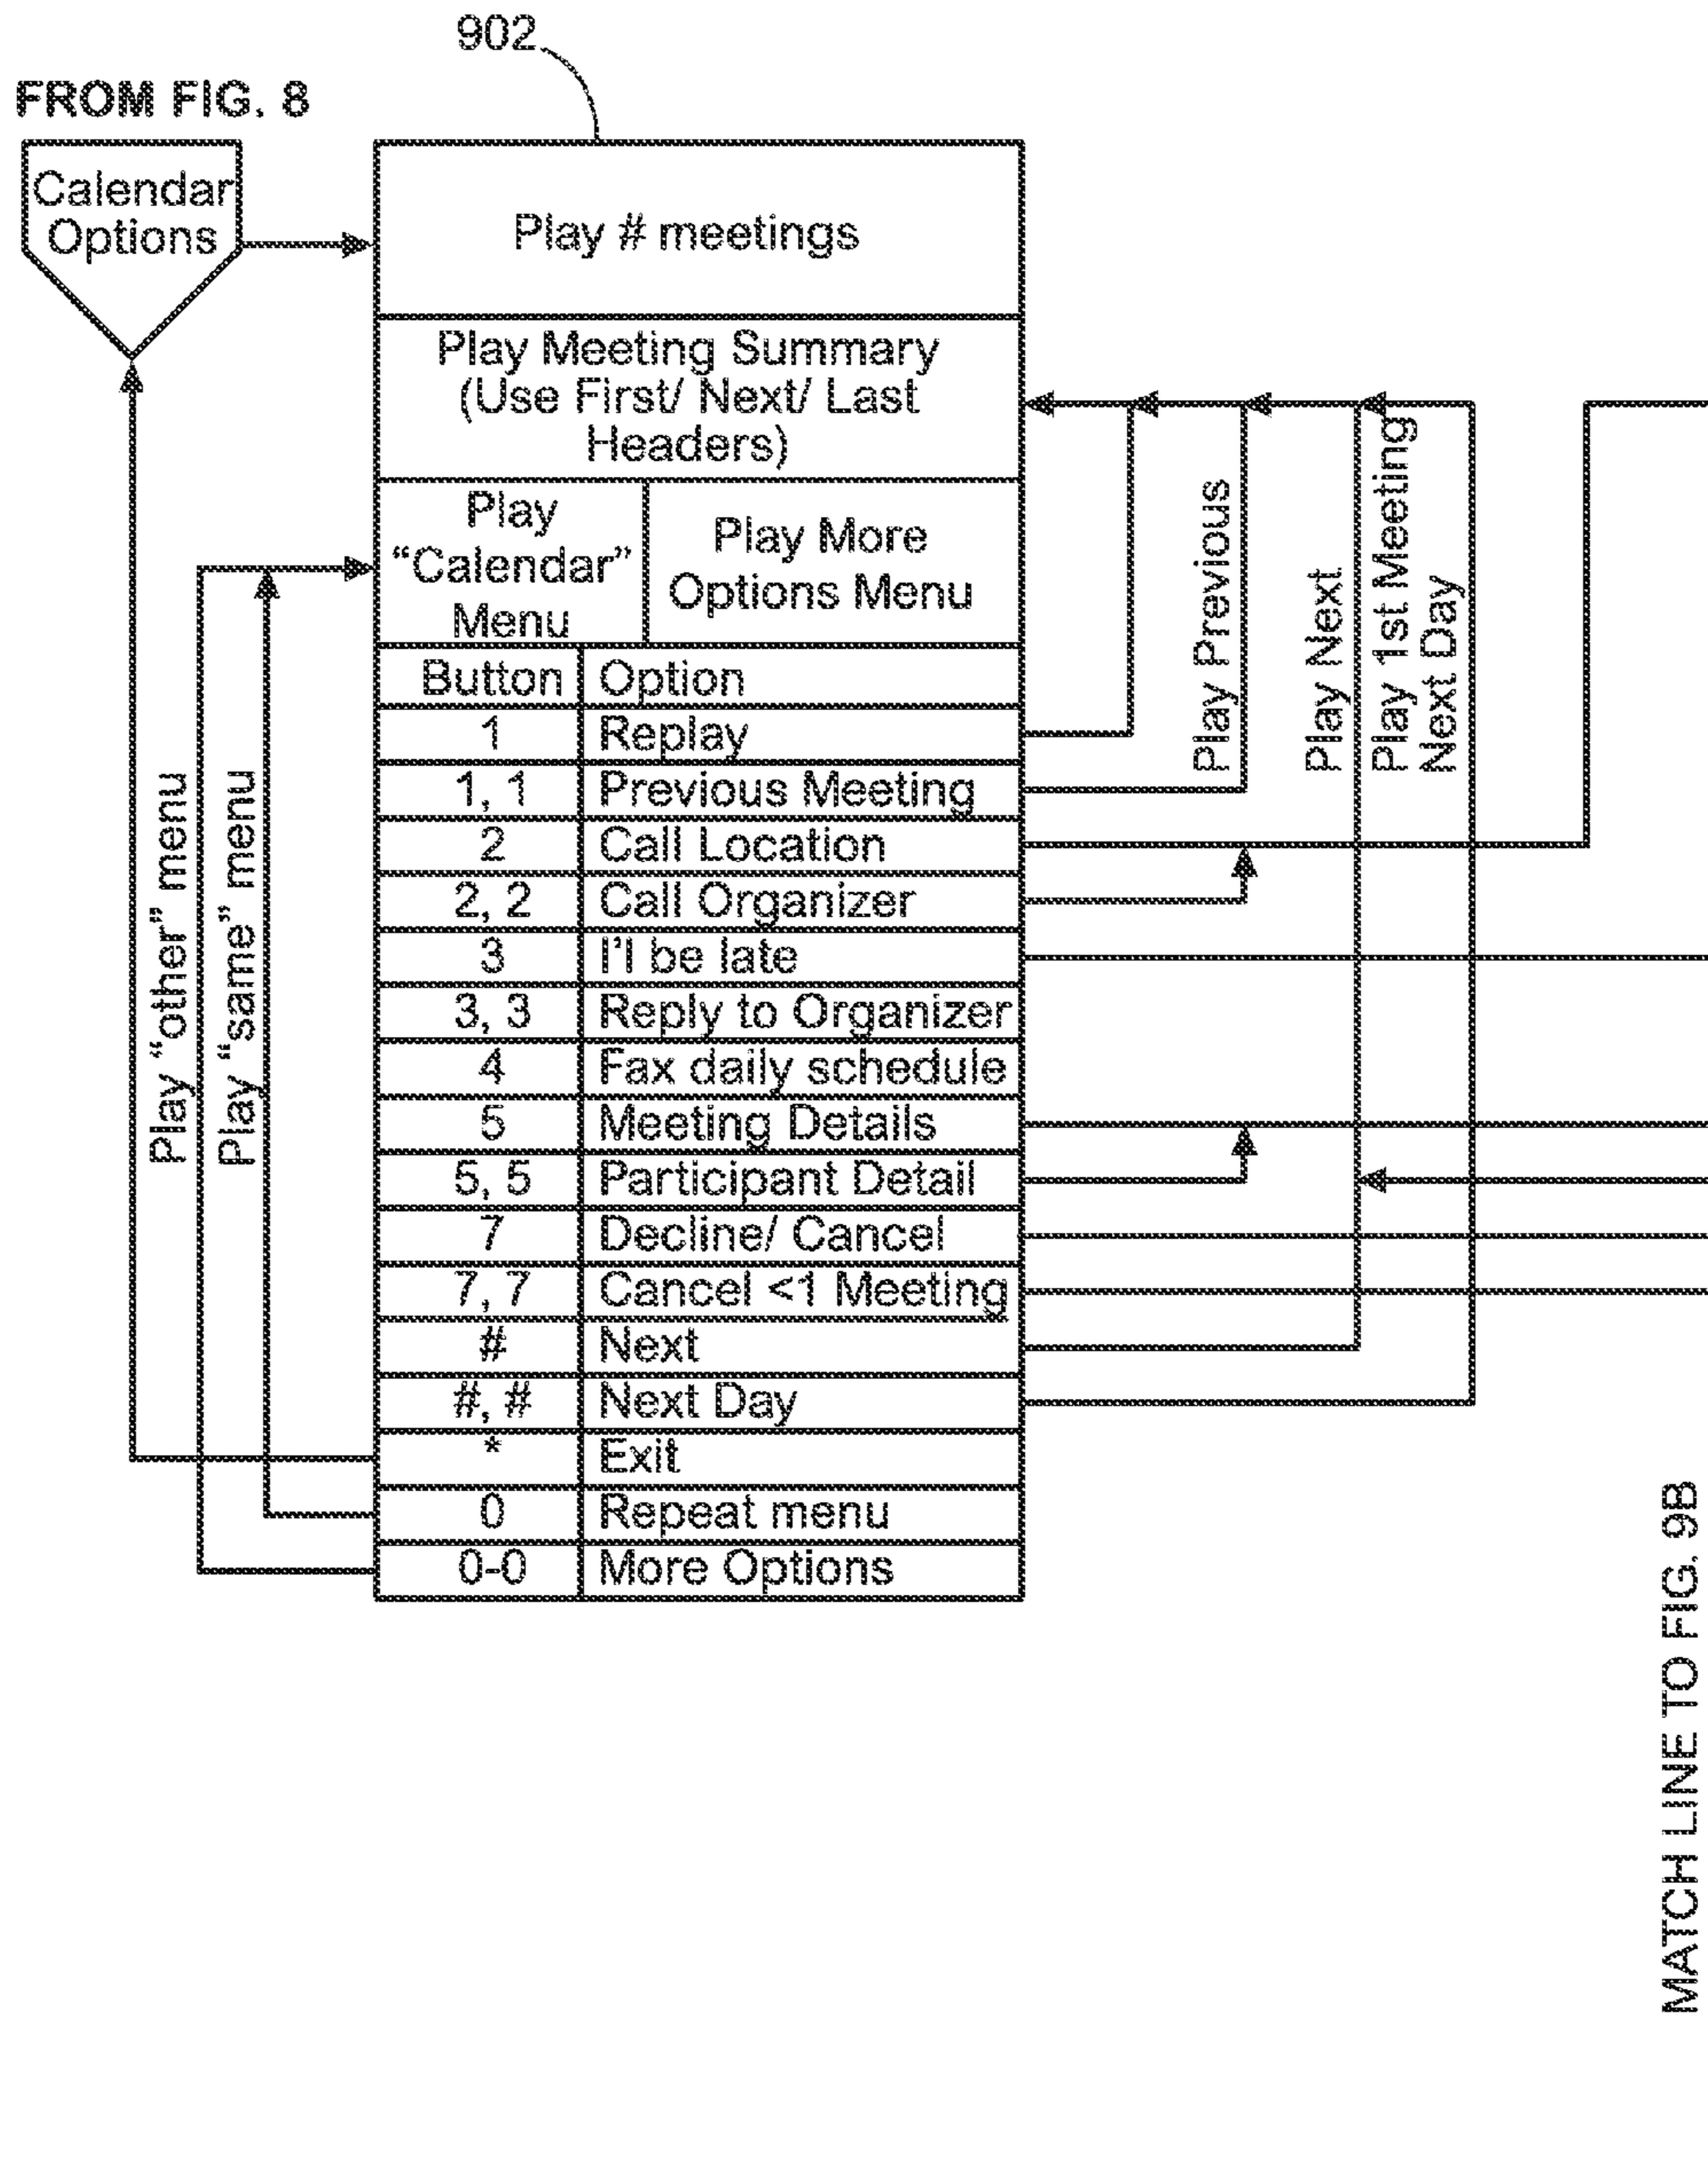 902
FROM FIG. 8
Calendar
Options
Play # meetings
Play Meeting Summary
(Use First/ Next/ Last
Headers)
Play
“Calendar”
Menu
Play More
Options Menu
Button Option
1 Replay
1, 1 Previous Meeting
2 Call Location
2, 2 Call Organizer
3 I'l be late
3, 3 Reply to Organizer
4 Fax daily schedule
5 Meeting Details
5, 5 Participant Detail
7 Decline/ Cancel
7, 7 Cancel <1 Meeting
# Next
#, # Next Day
* Exit
0 Repeat menu
0-0 More Options
Play “other” menu
Play “same” menu
Play Previous
Play Next
Play 1st Meeting
Next Day
MATCH LINE TO FIG. 9B